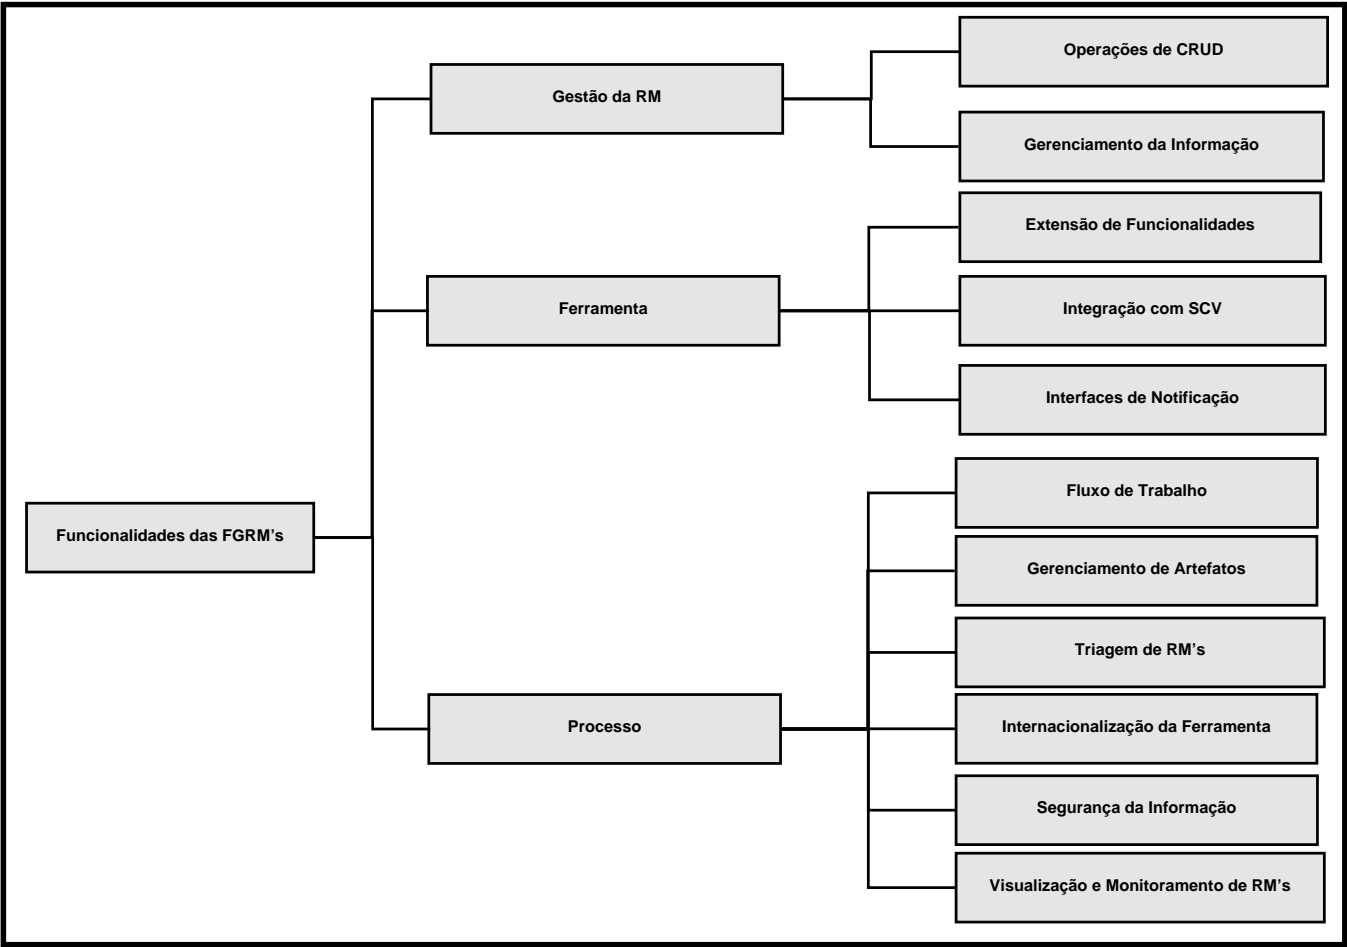 Funcionalidades das FGRM's
Gestão da RM
Operações de CRUD
Gerenciamento da Informação
Ferramenta
Extensão de Funcionalidades
Integração com SCV
Interfaces de Notificação
Processo
Fluxo de Trabalho
Gerenciamento de Artefatos
Triagem de RM's
Internacionalização da Ferramenta
Segurança da Informação
Visualização e Monitoramento de RM's